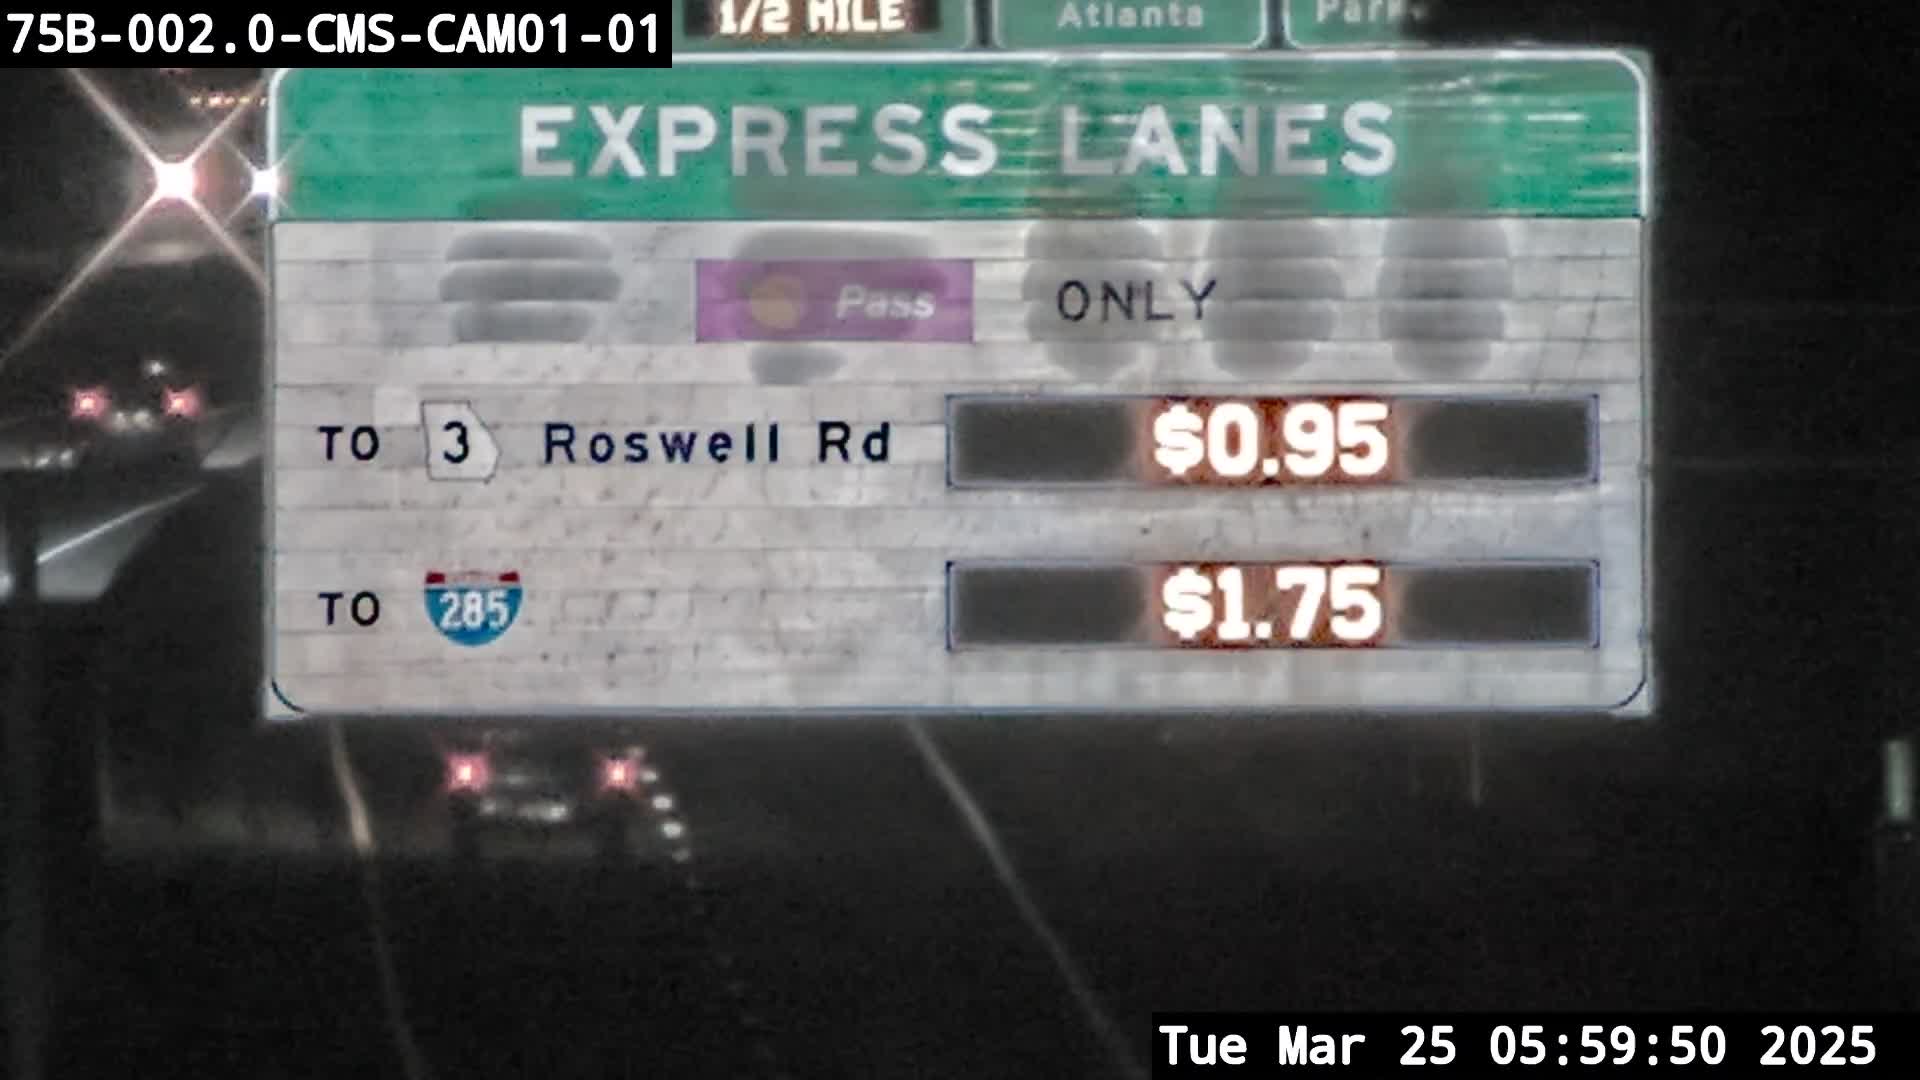 75B-002.0-CMS-CAM01-01
1/2 MILE
Atlanta
EXPRESS LANES
Pass ONLY
TO 3 Roswell Rd $0.95
TO 285 $1.75
Tue Mar 25 05:59:50 2025